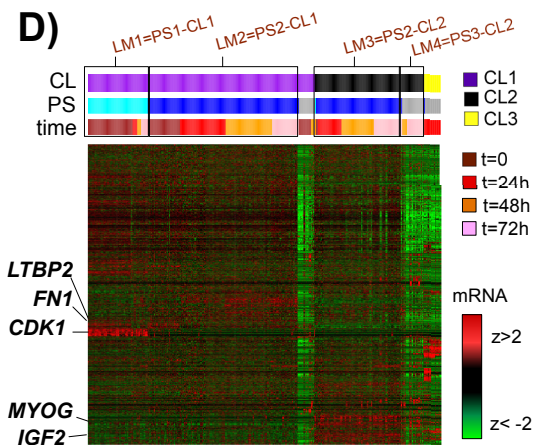 D)
LM1=PS1-CL1
LM2=PS2-CL1
LM3=PS2-CL2
LM4=PS3-CL2
CL
PS
time
CL1
CL2
CL3
t=0
t=24h
t=48h
t=72h
LTBP2
FN1
CDK1
MYOG
IGF2
mRNA
z>2
z< -2